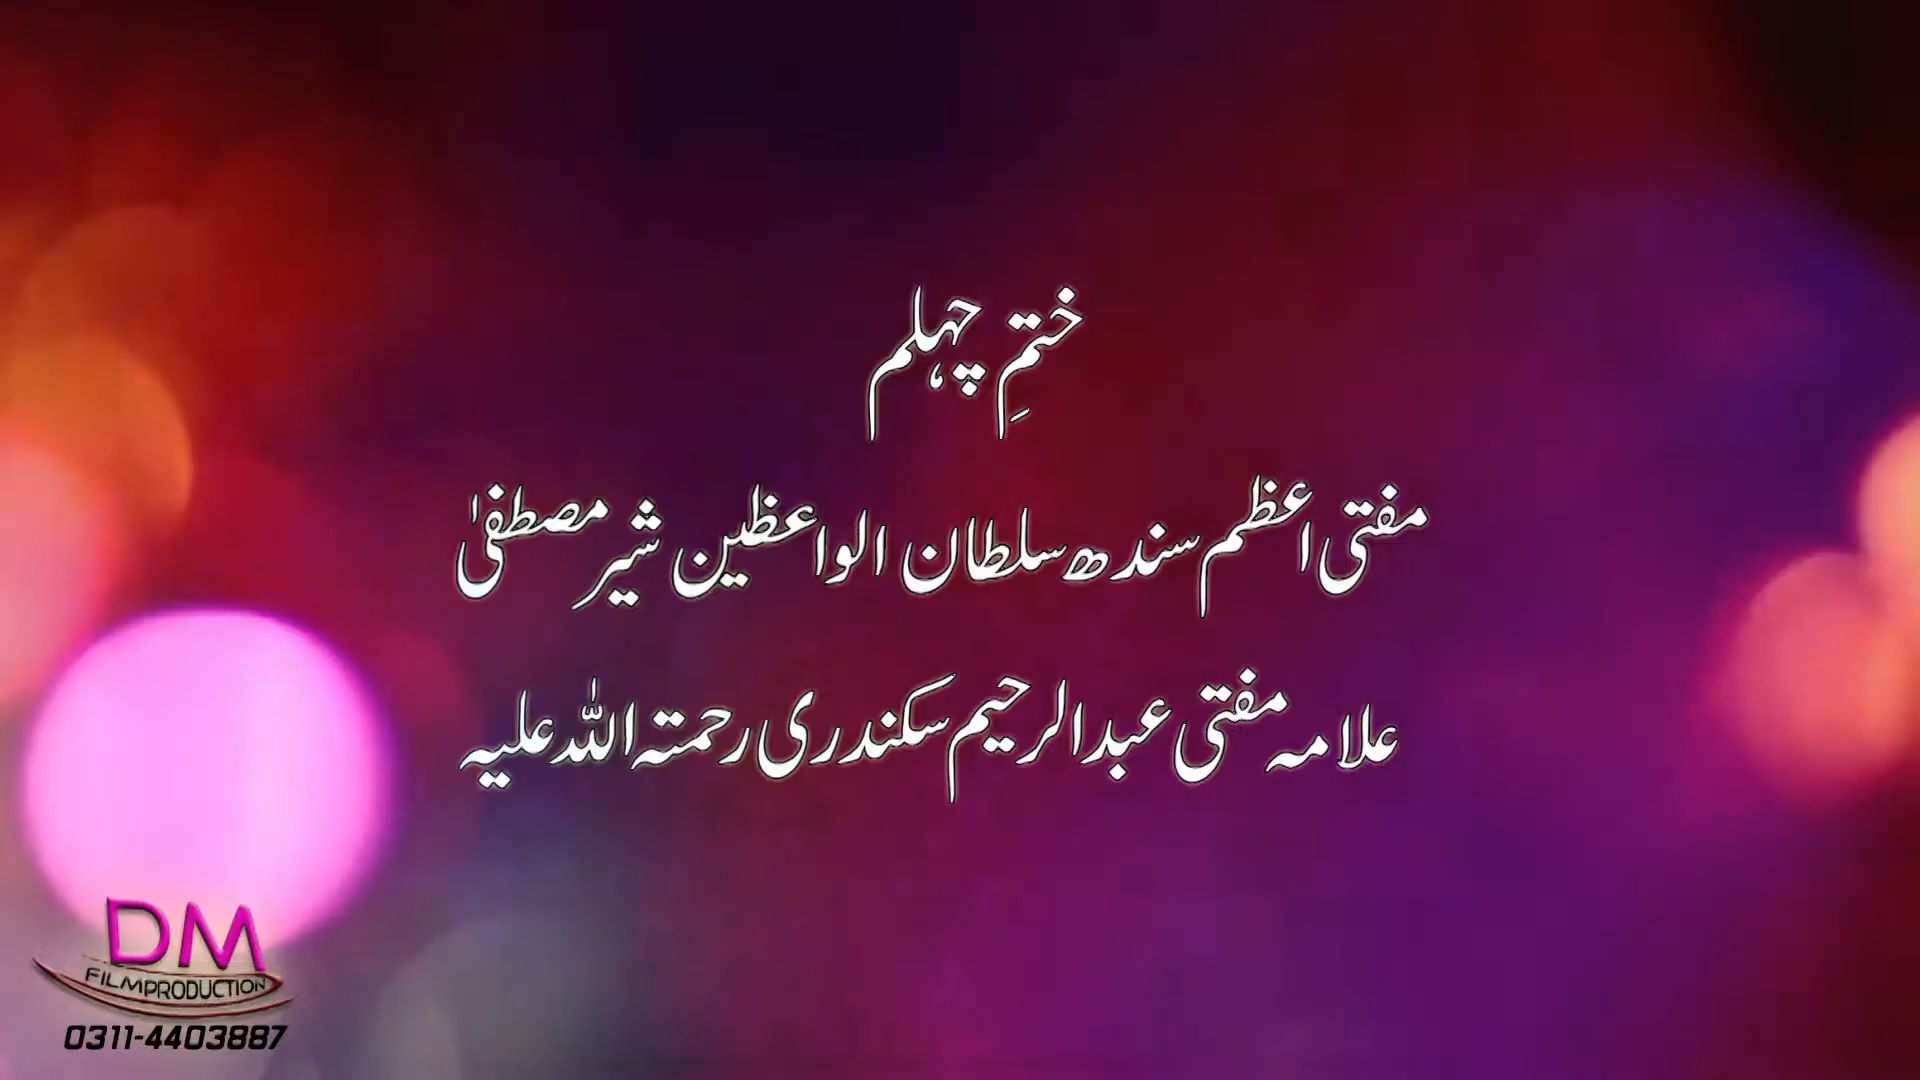 ختمِ چہلم
مفتی اعظم سندھ سلطان الواعظین شیر مصطفیٰ
علامہ مفتی عبدالرحیم سکندری رحمتہ اللہ علیہ
DM
FILMPRODUCTION
0311-4403887